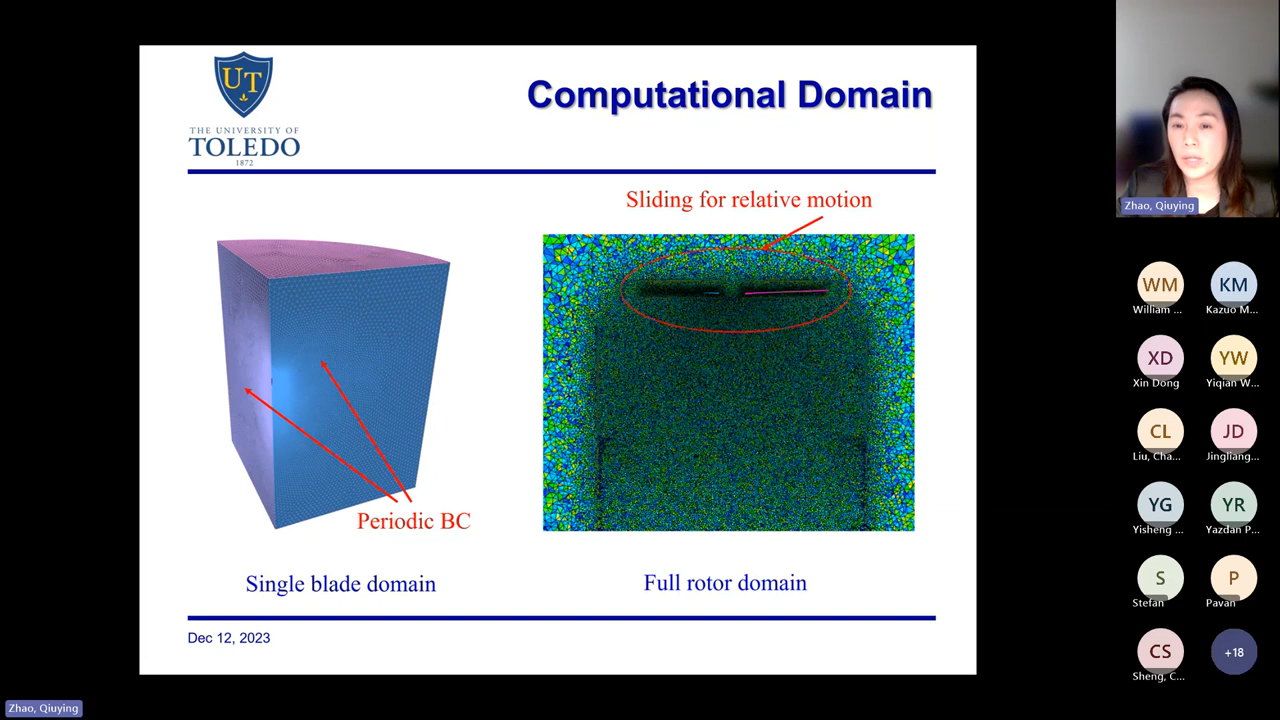 UT
THE UNIVERSITY OF
TOLEDO
1872
Computational Domain
Sliding for relative motion
Periodic BC
Single blade domain
Full rotor domain
Dec 12, 2023
Zhao, Qiuying
WM
William ...
KM
Kazuo M...
XD
Xin Dong
YW
Yiqian W...
CL
Liu, Cha...
JD
Jingliang...
YG
Yisheng ...
YR
Yazdan P...
S
Stefan
P
Pavan
CS
Sheng, C...
+18
Zhao, Qiuying